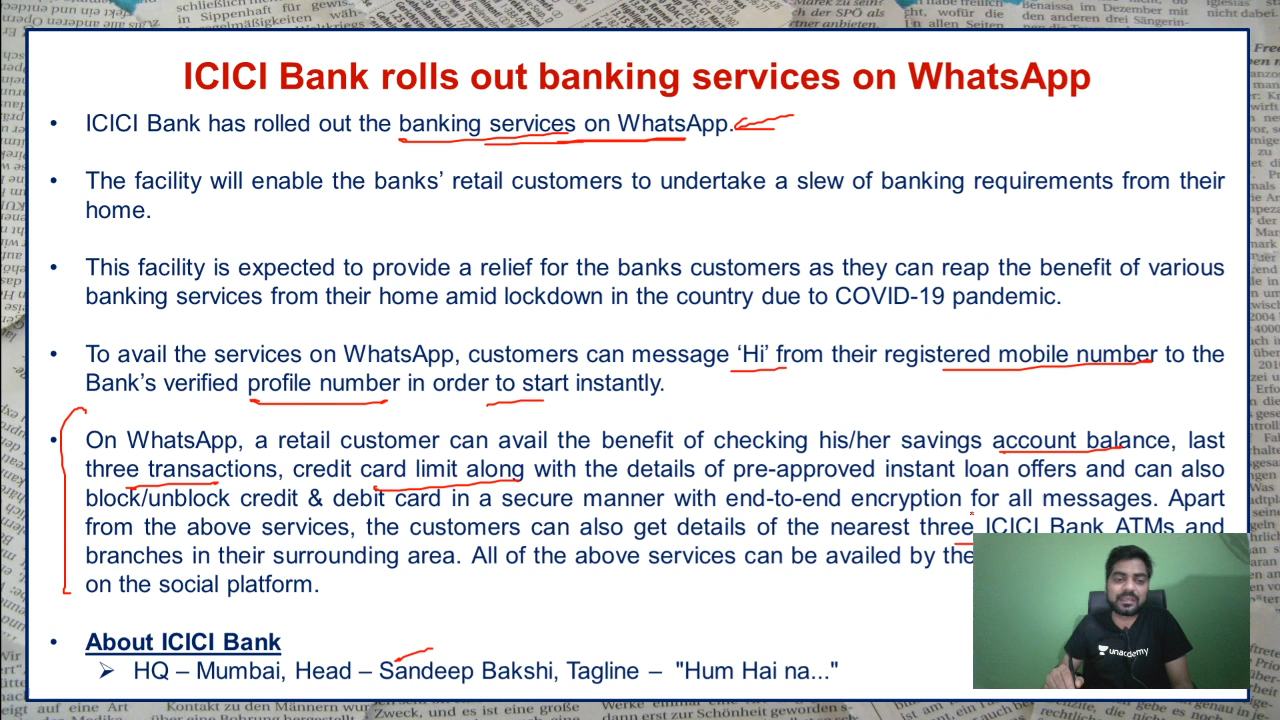 ICICI Bank rolls out banking services on WhatsApp
• ICICI Bank has rolled out the banking services on WhatsApp.
• The facility will enable the banks’ retail customers to undertake a slew of banking requirements from their
home.
• This facility is expected to provide a relief for the banks customers as they can reap the benefit of various
banking services from their home amid lockdown in the country due to COVID-19 pandemic.
• To avail the services on WhatsApp, customers can message ‘Hi’ from their registered mobile number to the
Bank’s verified profile number in order to start instantly.
• On WhatsApp, a retail customer can avail the benefit of checking his/her savings account balance, last
three transactions, credit card limit along with the details of pre-approved instant loan offers and can also
block/unblock credit & debit card in a secure manner with end-to-end encryption for all messages. Apart
from the above services, the customers can also get details of the nearest three ICICI Bank ATMs and
branches in their surrounding area. All of the above services can be availed by the
on the social platform.
• About ICICI Bank
➢ HQ – Mumbai, Head – Sandeep Bakshi, Tagline – "Hum Hai na..."
unacademy